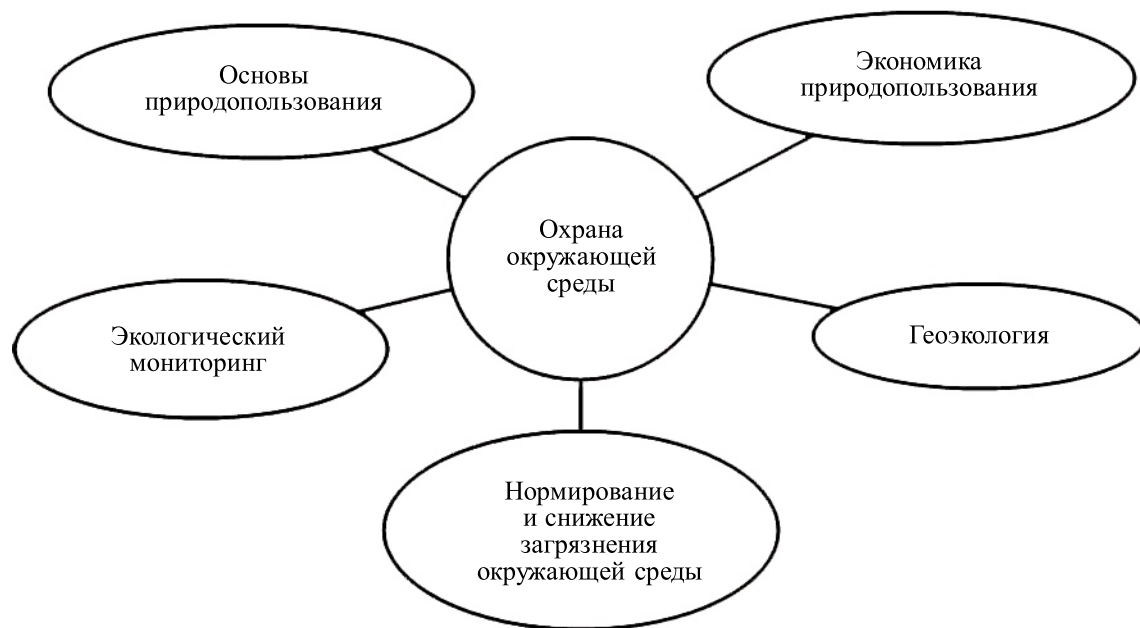 Основы
природопользования
Экономика
природопользования
Охрана
окружающей
среды
Экологический
мониторинг
Геоэкология
Нормирование
и снижение
загрязнения
окружающей среды